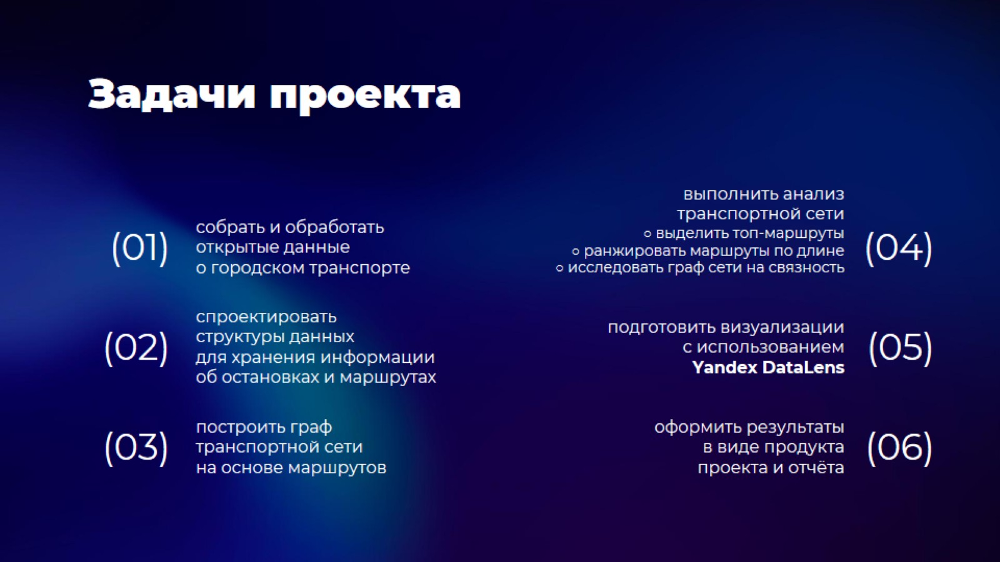 Задачи проекта
(01)
собрать и обработать
открытые данные
о городском транспорте
(02)
спроектировать
структуры данных
для хранения информации
об остановках и маршрутах
(03)
построить граф
транспортной сети
на основе маршрутов
выполнить анализ
транспортной сети
○ выделить топ-маршруты
○ ранжировать маршруты по длине
○ исследовать граф сети на связность
(04)
подготовить визуализации
с использованием
Yandex DataLens
(05)
оформить результаты
в виде продукта
проекта и отчёта
(06)